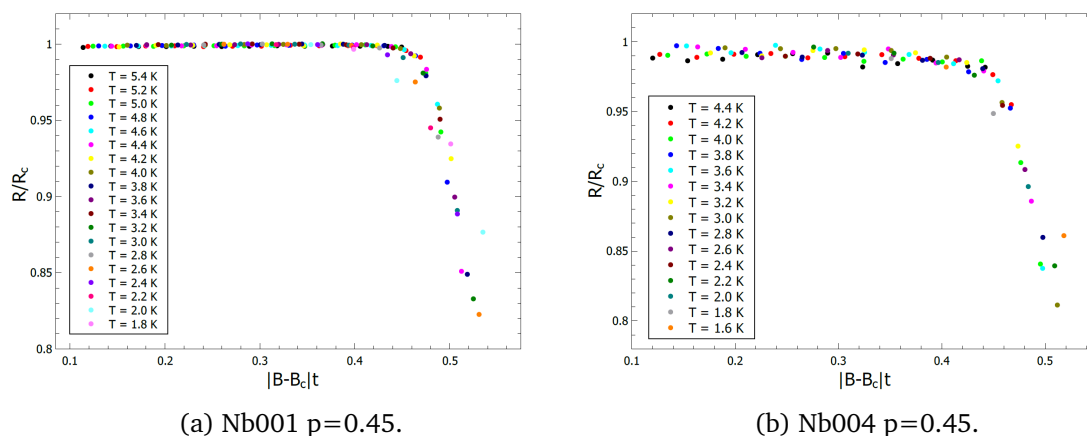 1
0.95
0.9
0.85
0.8
R/Rc
T = 5.4 K
T = 5.2 K
T = 5.0 K
T = 4.8 K
T = 4.6 K
T = 4.4 K
T = 4.2 K
T = 4.0 K
T = 3.8 K
T = 3.6 K
T = 3.4 K
T = 3.2 K
T = 3.0 K
T = 2.8 K
T = 2.6 K
T = 2.4 K
T = 2.2 K
T = 2.0 K
T = 1.8 K
0.1 0.2 0.3 0.4 0.5
|B-Bc|t
(a) Nb001 p=0.45.
1
0.95
0.9
0.85
0.8
R/Rc
T = 4.4 K
T = 4.2 K
T = 4.0 K
T = 3.8 K
T = 3.6 K
T = 3.4 K
T = 3.2 K
T = 3.0 K
T = 2.8 K
T = 2.6 K
T = 2.4 K
T = 2.2 K
T = 2.0 K
T = 1.8 K
T = 1.6 K
0.1 0.2 0.3 0.4 0.5
|B-Bc|t
(b) Nb004 p=0.45.